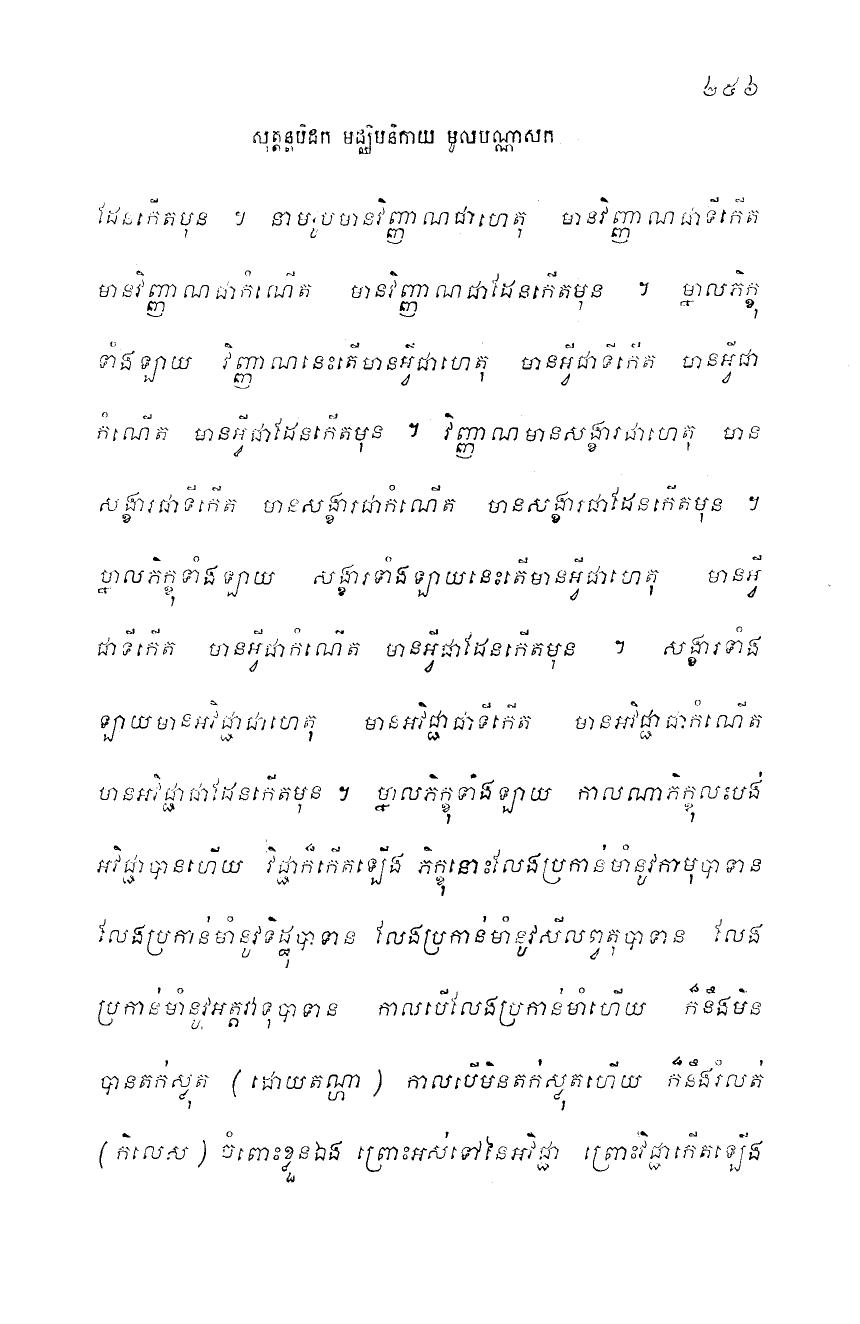 ២៥៦
សុត្តន្តបិដក មជ្ឈិមនិកាយ មូលបណ្ណាសក
ដែនកើតមុន ។ នាមរូបមានវិញ្ញាណជាហេតុ មានវិញ្ញាណជាទីកើត
មានវិញ្ញាណជាកំណើត មានវិញ្ញាណជាដែនកើតមុន ។ ម្នាលភិក្ខុ
ទាំងឡាយ វិញ្ញាណនេះតើមានអ្វីជាហេតុ មានអ្វីជាទីកើត មានអ្វីជា
កំណើត មានអ្វីជាដែនកើតមុន ។ វិញ្ញាណមានសង្ខារជាហេតុ មាន
សង្ខារជាទីកើត មានសង្ខារជាកំណើត មានសង្ខារជាដែនកើតមុន ។
ម្នាលភិក្ខុទាំងឡាយ សង្ខារទាំងឡាយនេះតើមានអ្វីជាហេតុ មានអ្វី
ជាទីកើត មានអ្វីជាកំណើត មានអ្វីជាដែនកើតមុន ។ សង្ខារទាំង
ឡាយមានអវិជ្ជាជាហេតុ មានអវិជ្ជាជាទីកើត មានអវិជ្ជាជាកំណើត
មានអវិជ្ជាជាដែនកើតមុន ។ ម្នាលភិក្ខុទាំងឡាយ កាលណាភិក្ខុលះបង់
អវិជ្ជាបានហើយ វិជ្ជាក៏កើតឡើង ភិក្ខុនោះលែងប្រកាន់មាំនូវកាមុបាទាន
លែងប្រកាន់មាំនូវទិដ្ឋុបាទាន លែងប្រកាន់មាំនូវសីលព្វតុបាទាន លែង
ប្រកាន់មាំនូវអត្តវាទុបាទាន កាលបើលែងប្រកាន់មាំហើយ ក៏នឹងមិន
បានតក់ស្លុត ( ដោយតណ្ហា ) កាលបើមិនតក់ស្លុតហើយ ក៏នឹងរំលត់
( កិលេស ) ចំពោះខ្លួនឯង ព្រោះអស់ទៅនៃអវិជ្ជា ព្រោះវិជ្ជាកើតឡើង